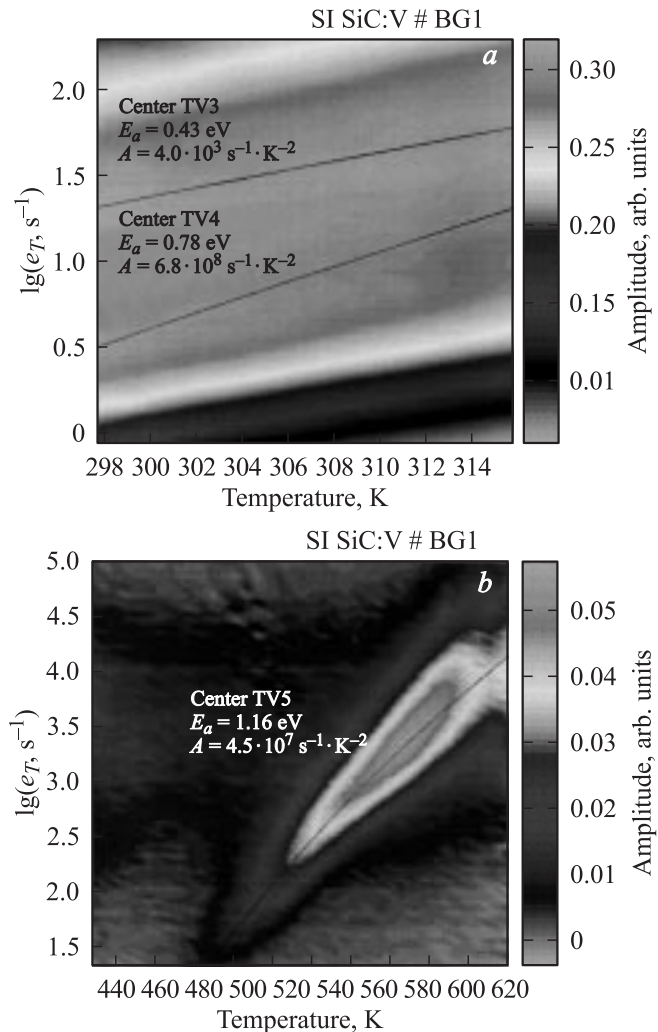 SI SiC:V # BG1
a
2.0
1.5
1.0
0.5
0
lg(e_T, s⁻¹)
Center TV3
E_a = 0.43 eV
A = 4.0·10³ s⁻¹·K⁻²
Center TV4
E_a = 0.78 eV
A = 6.8·10⁸ s⁻¹·K⁻²
298 300 302 304 306 308 310 312 314
Temperature, K
0.30
0.25
0.20
0.15
0.01
Amplitude, arb. units
SI SiC:V # BG1
b
5.0
4.5
4.0
3.5
3.0
2.5
2.0
1.5
lg(e_T, s⁻¹)
Center TV5
E_a = 1.16 eV
A = 4.5·10⁷ s⁻¹·K⁻²
440 460 480 500 520 540 560 580 600 620
Temperature, K
0.05
0.04
0.03
0.02
0.01
0
Amplitude, arb. units